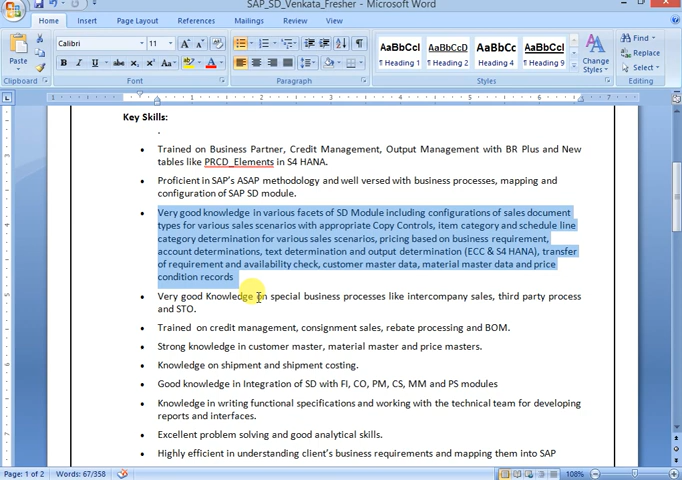 SAP_SD_Venkata_Fresher - Microsoft Word
Home Insert Page Layout References Mailings Review View
Paste
Clipboard
Calibri 11
B I U abc x₂ x² Aa
Font
Paragraph
AaBbCcI AaBbCcD AaBbCc AaBbCcI
¶ Heading 1 ¶ Heading 2 ¶ Heading 4 ¶ Heading 9
Change Styles
Styles
Find
Replace
Select
Editing
Key Skills:
.
• Trained on Business Partner, Credit Management, Output Management with BR Plus and New
tables like PRCD_Elements in S4 HANA.
• Proficient in SAP's ASAP methodology and well versed with business processes, mapping and
configuration of SAP SD module.
• Very good knowledge in various facets of SD Module including configurations of sales document
types for various sales scenarios with appropriate Copy Controls, item category and schedule line
category determination for various sales scenarios, pricing based on business requirement,
account determinations, text determination and output determination (ECC & S4 HANA), transfer
of requirement and availability check, customer master data, material master data and price
condition records
• Very good Knowledge on special business processes like intercompany sales, third party process
and STO.
• Trained on credit management, consignment sales, rebate processing and BOM.
• Strong knowledge in customer master, material master and price masters.
• Knowledge on shipment and shipment costing.
• Good knowledge in Integration of SD with FI, CO, PM, CS, MM and PS modules
• Knowledge in writing functional specifications and working with the technical team for developing
reports and interfaces.
• Excellent problem solving and good analytical skills.
• Highly efficient in understanding client's business requirements and mapping them into SAP
Page: 1 of 2 Words: 67/358 108%